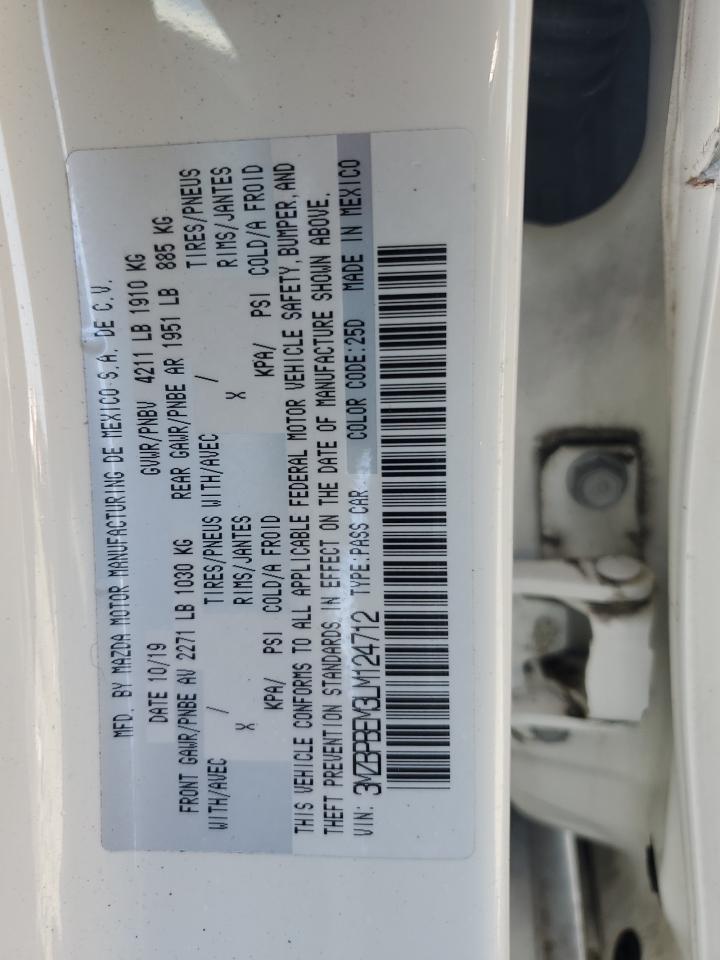 MFD. BY MAZDA MOTOR MANUFACTURING DE MEXICO S.A. DE C.V.
DATE 10/19 GVWR/PNBV 4211 LB 1910 KG
FRONT GAWR/PNBE AV 2271 LB 1030 KG REAR GAWR/PNBE AR 1951 LB 885 KG
WITH/AVEC / TIRES/PNEUS WITH/AVEC / TIRES/PNEUS
X RIMS/JANTES X RIMS/JANTES
KPA/ PSI COLD/A FROID KPA/ PSI COLD/A FROID
THIS VEHICLE CONFORMS TO ALL APPLICABLE FEDERAL MOTOR VEHICLE SAFETY, BUMPER, AND
THEFT PREVENTION STANDARDS IN EFFECT ON THE DATE OF MANUFACTURE SHOWN ABOVE.
VIN: 3MZBPBEM3LM124712 TYPE:PASS CAR COLOR CODE:25D MADE IN MEXICO